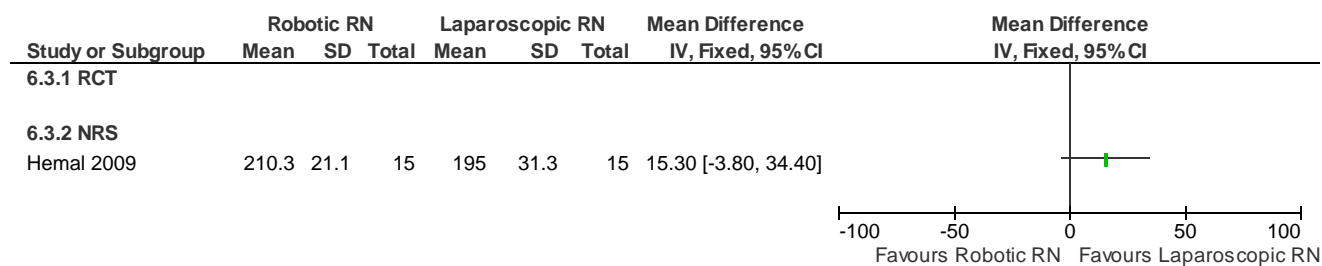 Robotic RN Laparoscopic RN Mean Difference Mean Difference
Study or Subgroup Mean SD Total Mean SD Total IV, Fixed, 95% CI IV, Fixed, 95% CI
6.3.1 RCT
6.3.2 NRS
Hemal 2009 210.3 21.1 15 195 31.3 15 15.30 [-3.80, 34.40]
-100 -50 0 50 100
Favours Robotic RN Favours Laparoscopic RN